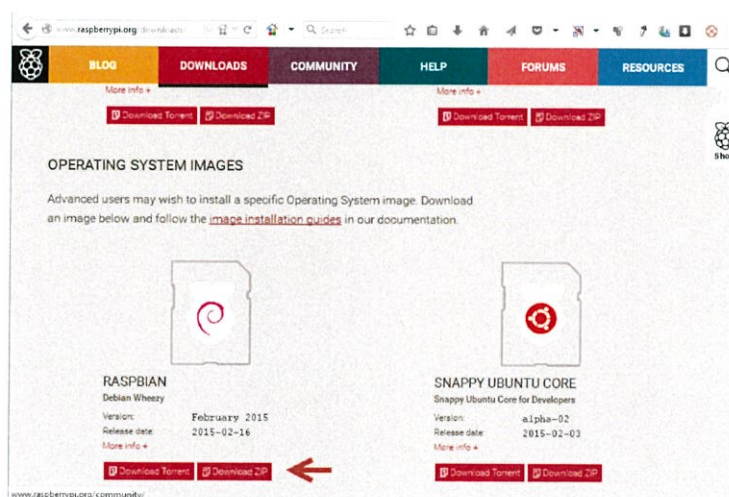 www.raspberrypi.org/downloads/
Search
BLOG
DOWNLOADS
COMMUNITY
HELP
FORUMS
RESOURCES
More info +
More info +
Download Torrent
Download ZIP
Download Torrent
Download ZIP
Sho
OPERATING SYSTEM IMAGES
Advanced users may wish to install a specific Operating System image. Download
an image below and follow the image installation guides in our documentation.
RASPBIAN
Debian Wheezy
Version: February 2015
Release date: 2015-02-16
More info +
Download Torrent
Download ZIP
SNAPPY UBUNTU CORE
Snappy Ubuntu Core for Developers
Version: alpha-02
Release date: 2015-02-03
More info +
Download Torrent
Download ZIP
www.raspberrypi.org/community/